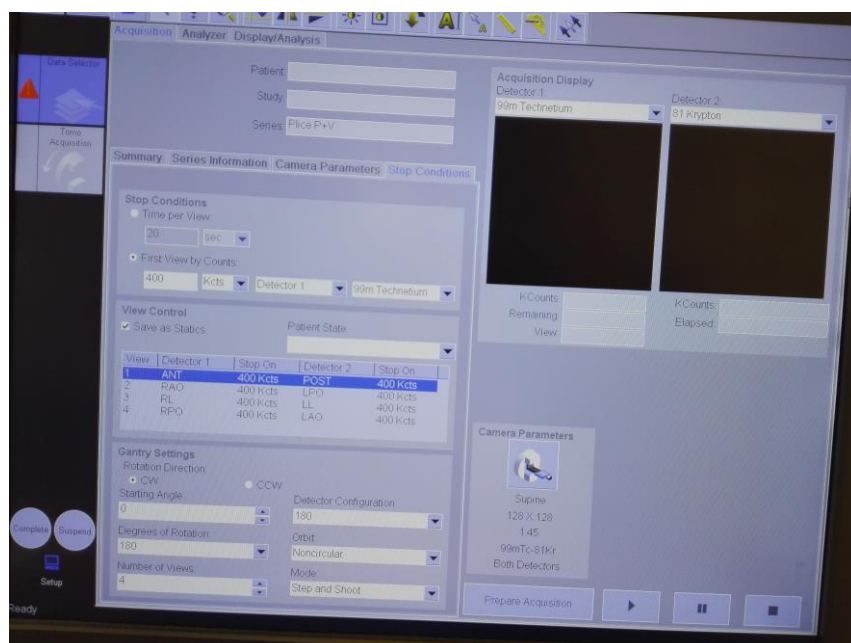 Acquisition Analyzer Display/Analysis
Data Selector
Tomo
Acquisition
Patient:
Study:
Series: Plice P+V
Summary Series Information Camera Parameters Stop Conditions
Stop Conditions
Time per View:
20 sec
First View by Counts:
400 Kcts Detector 1 99m Technetium
View Control
Save as Statics
Patient State:
View Detector 1 Stop On Detector 2 Stop On
1 ANT 400 Kcts POST 400 Kcts
2 RAO 400 Kcts LPO 400 Kcts
3 RL 400 Kcts LL 400 Kcts
4 RPO 400 Kcts LAO 400 Kcts
Gantry Settings
Rotation Direction:
CW CCW
Starting Angle:
0
Detector Configuration:
180
Degrees of Rotation:
180
Orbit:
Noncircular
Number of Views:
4
Mode:
Step and Shoot
Acquisition Display
Detector 1:
99m Technetium
Detector 2:
81 Krypton
KCounts:
Remaining:
View:
KCounts:
Elapsed:
Camera Parameters
Supine
128 X 128
1.45
99mTc-81Kr
Both Detectors
Prepare Acquisition
Complete Suspend
Setup
Ready